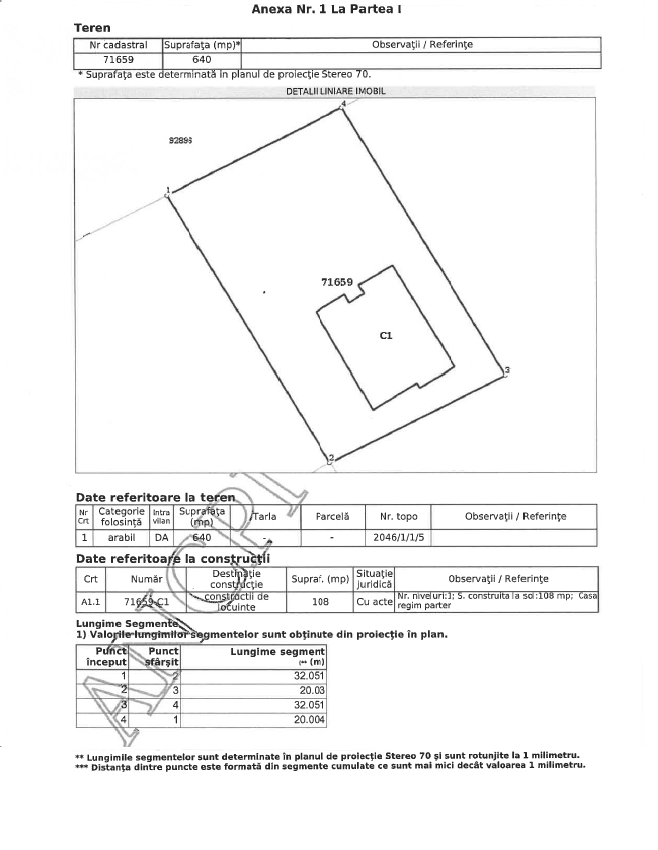 Anexa Nr. 1 La Partea I
Teren
Nr cadastral Suprafața (mp)* Observații / Referințe
71659 640
* Suprafața este determinată în planul de proiecție Stereo 70.
DETALII LINIARE IMOBIL
4
92896
1
71659
C1
3
2
Date referitoare la teren
Nr Crt Categorie folosință Intra vilan Suprafața (mp) Tarla Parcelă Nr. topo Observații / Referințe
1 arabil DA 640 - - 2046/1/1/5
Date referitoare la construcții
Crt Număr Destinație construcție Supraf. (mp) Situație juridică Observații / Referințe
A1.1 71659-C1 constructii de locuinte 108 Cu acte Nr. niveluri:1; S. construita la sol:108 mp; Casa regim parter
Lungime Segmente
1) Valorile lungimilor segmentelor sunt obținute din proiecție în plan.
Punct început Punct sfârșit Lungime segment (** (m)
1 2 32.051
2 3 20.03
3 4 32.051
4 1 20.004
** Lungimile segmentelor sunt determinate în planul de proiecție Stereo 70 și sunt rotunjite la 1 milimetru.
*** Distanța dintre puncte este formată din segmente cumulate ce sunt mai mici decât valoarea 1 milimetru.
ANCPI